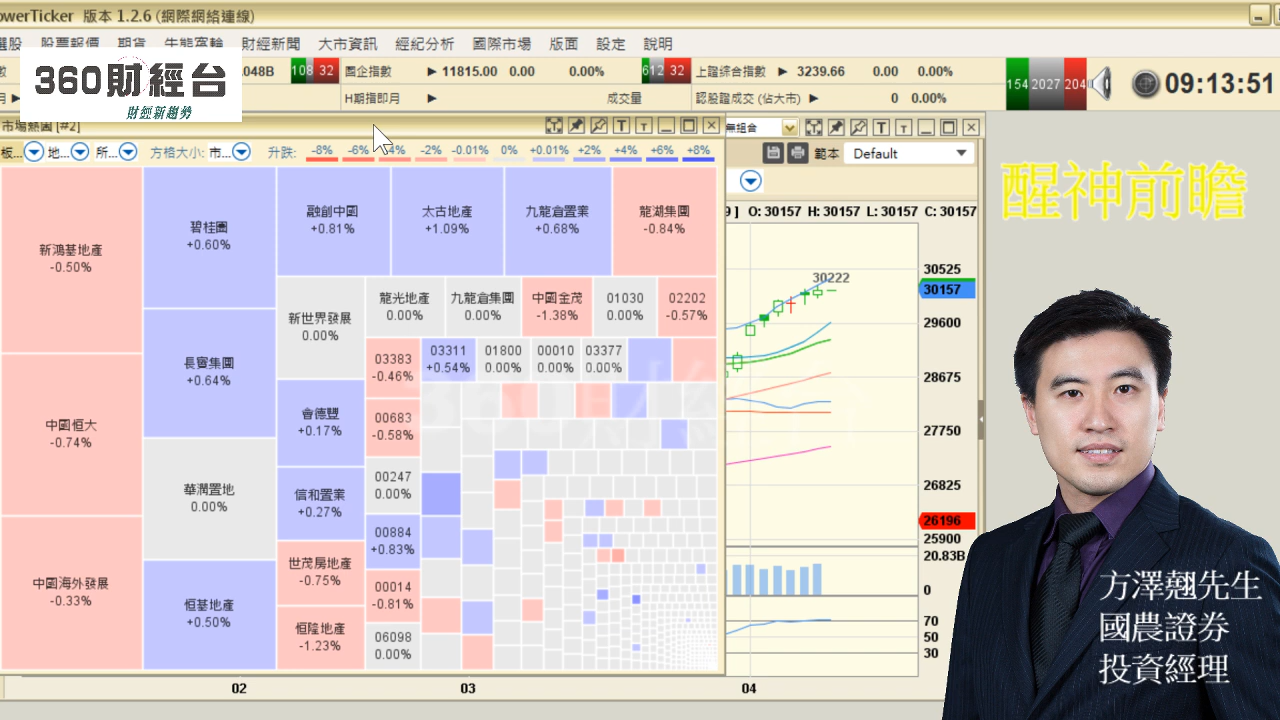 owerTicker 版本 1.2.6 (網際網絡連線)
選股 股票報價 期貨 牛熊窩輪 財經新聞 大市資訊 經紀分析 國際市場 版面 設定 說明
360財經台
財經新趨勢
.048B 108 32 國企指數 ▶ 11815.00 0.00 0.00% 612 32 上證綜合指數 ▶ 3239.66 0.00 0.00% 154 2027 204 09:13:51
月 ▶ H期指即月 ▶ 成交量 認股證成交 (佔大市) ▶ 0 0.00%
市場熱圖 [#2] 無組合
板... 地... 所... 方格大小: 市... 升跌: -8% -6% -4% -2% -0.01% 0% +0.01% +2% +4% +6% +8%
範本 Default
9 ] O: 30157 H: 30157 L: 30157 C: 30157
醒神前瞻
新鴻基地產
-0.50%
中國恒大
-0.74%
中國海外發展
-0.33%
碧桂園
+0.60%
長實集團
+0.64%
華潤置地
0.00%
恒基地產
+0.50%
融創中國
+0.81%
太古地產
+1.09%
九龍倉置業
+0.68%
龍湖集團
-0.84%
新世界發展
0.00%
會德豐
+0.17%
信和置業
+0.27%
世茂房地產
-0.75%
恒隆地產
-1.23%
龍光地產
0.00%
九龍倉集團
0.00%
中國金茂
-1.38%
01030
0.00%
02202
-0.57%
03383
-0.46%
03311
+0.54%
01800
0.00%
00010
0.00%
03377
0.00%
00683
-0.58%
00247
0.00%
00884
+0.83%
00014
-0.81%
06098
0.00%
30222
30525
30157
29600
28675
27750
26825
26196
25900
20.83B
0
70
50
30
02 03 04
方澤翹先生
國農證券
投資經理